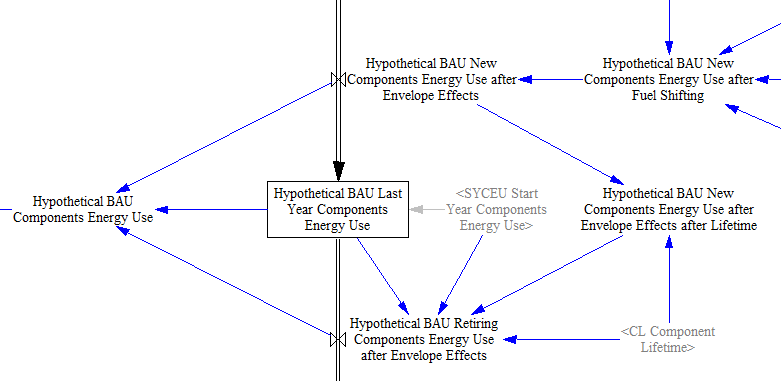 Hypothetical BAU New
Components Energy Use after
Envelope Effects
Hypothetical BAU New
Components Energy Use after
Fuel Shifting
Hypothetical BAU
Components Energy Use
Hypothetical BAU Last
Year Components
Energy Use
<SYCEU Start
Year Components
Energy Use>
Hypothetical BAU New
Components Energy Use after
Envelope Effects after Lifetime
Hypothetical BAU Retiring
Components Energy Use
after Envelope Effects
<CL Component
Lifetime>